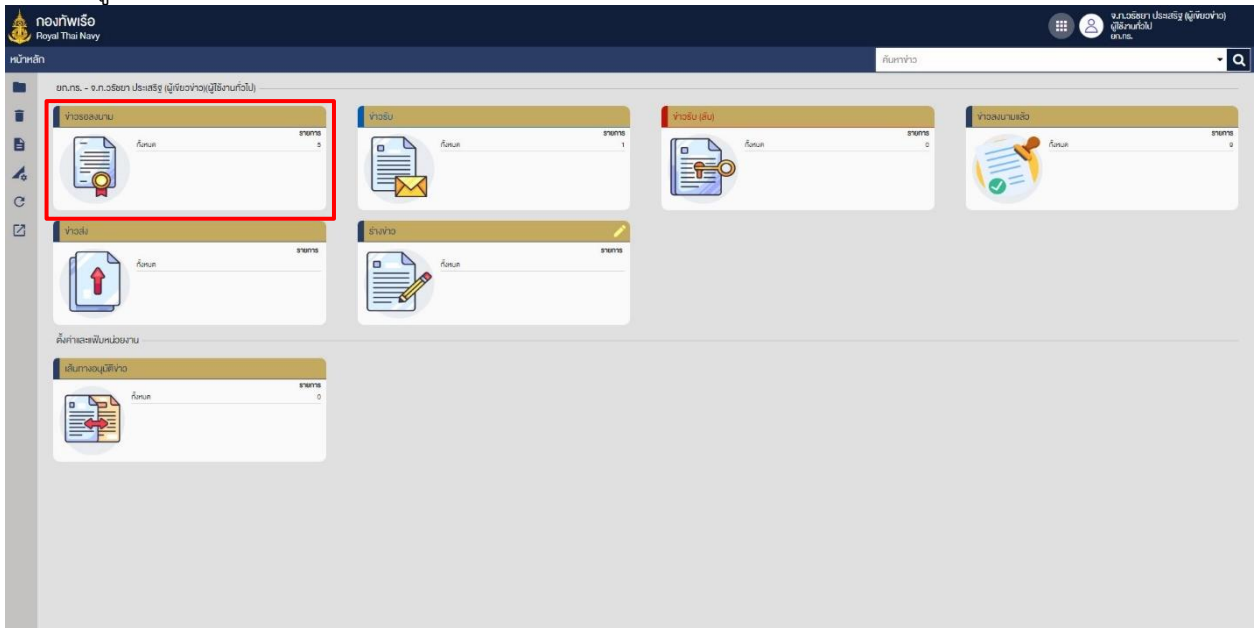 กองทัพเรือ
Royal Thai Navy
จ.ท.วรัชยา ประเสริฐ (ผู้เขียวข่าว)
ผู้ใช้งานทั่วไป
ยก.ทร.
หน้าหลัก
ค้นหาข่าว
ยก.ทร. - จ.ท.วรัชยา ประเสริฐ (ผู้เขียวข่าว)(ผู้ใช้งานทั่วไป)
ข่าวรอลงนาม
รายการ
ทั้งหมด
ข่าวรับ
รายการ
ทั้งหมด 1
ข่าวรับ (ลับ)
รายการ
ทั้งหมด 0
ข่าวลงนามแล้ว
รายการ
ทั้งหมด
ข่าวส่ง
รายการ
ทั้งหมด
ร่างข่าว
รายการ
ทั้งหมด
ตั้งค่าและแฟ้มหน่วยงาน
เส้นทางอนุมัติข่าว
รายการ
ทั้งหมด 0